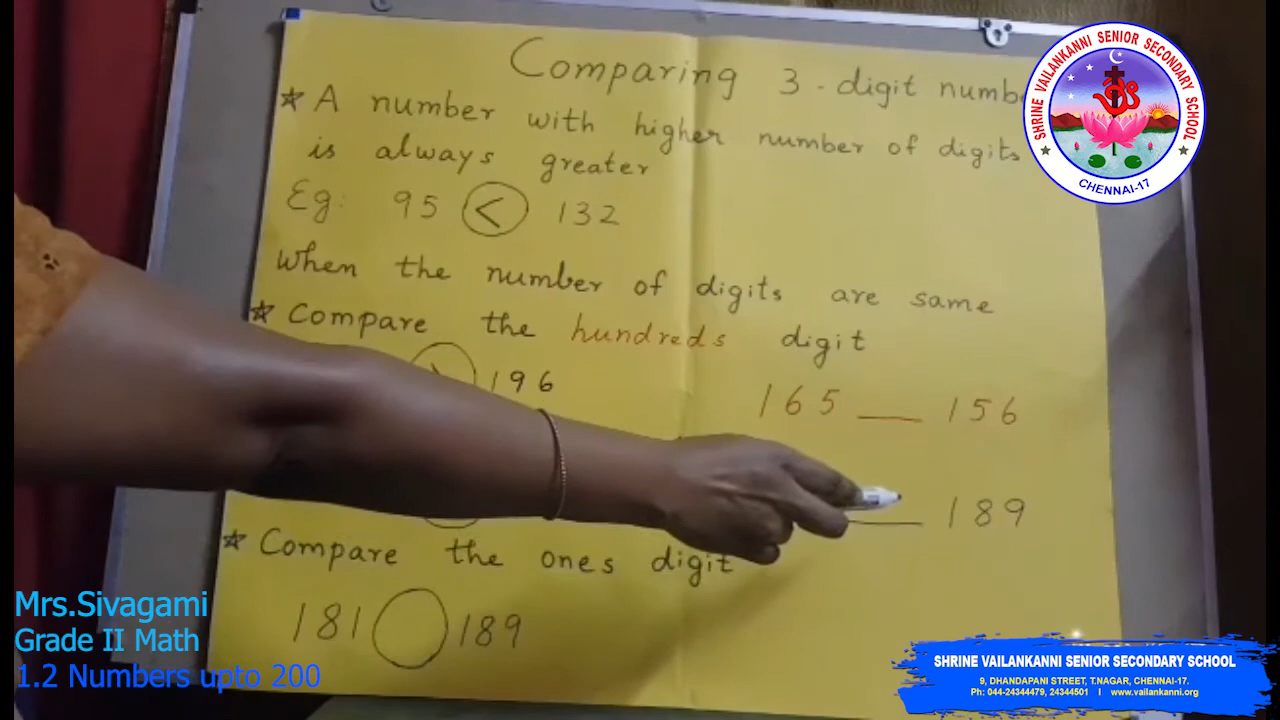 Comparing 3-digit numbe
☆ A number with higher number of digits
is always greater
Eg: 95 < 132
When the number of digits are same
☆ Compare the hundreds digit
196
165 __ 156
__ 189
☆ Compare the ones digit
181 ◯ 189
SHRINE VAILANKANNI SENIOR SECONDARY SCHOOL
CHENNAI-17
Mrs.Sivagami
Grade II Math
1.2 Numbers upto 200
SHRINE VAILANKANNI SENIOR SECONDARY SCHOOL
9, DHANDAPANI STREET, T.NAGAR, CHENNAI-17.
Ph: 044-24344479, 24344501 I www.vailankanni.org